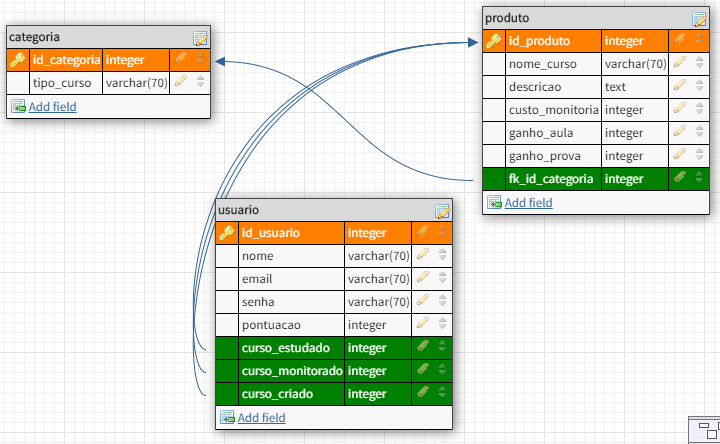 categoria
id_categoria integer
tipo_curso varchar(70)
Add field
produto
id_produto integer
nome_curso varchar(70)
descricao text
custo_monitoria integer
ganho_aula integer
ganho_prova integer
fk_id_categoria integer
Add field
usuario
id_usuario integer
nome varchar(70)
email varchar(70)
senha varchar(70)
pontuacao integer
curso_estudado integer
curso_monitorado integer
curso_criado integer
Add field